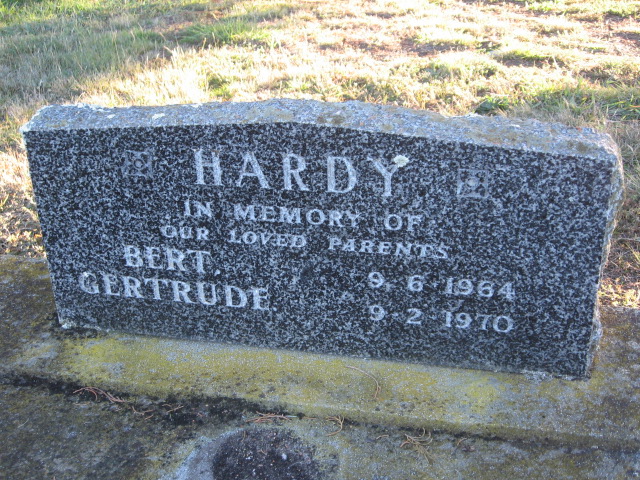 HARDY
IN MEMORY OF
OUR LOVED PARENTS
BERT, 9.6.1964
GERTRUDE. 9-2-1970